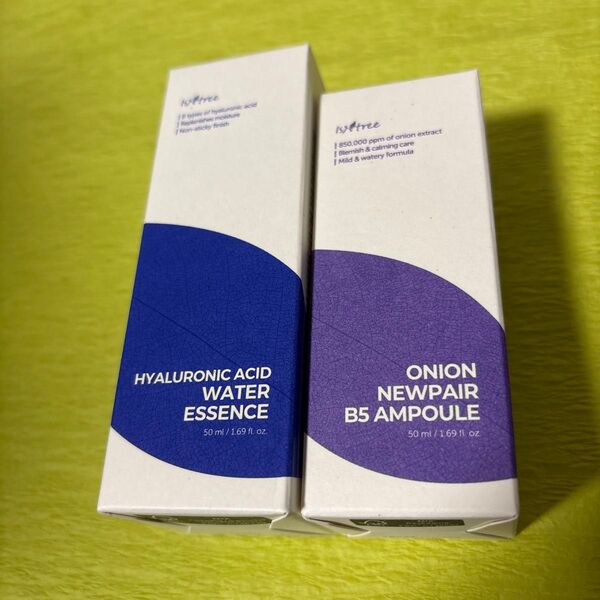 isntree
8 types of hyaluronic acid
Replenishes moisture
Non-sticky finish
HYALURONIC ACID
WATER
ESSENCE
50 ml / 1.69 fl. oz.
isntree
850,000 ppm of onion extract
Blemish & calming care
Mild & watery formula
ONION
NEWPAIR
B5 AMPOULE
50 ml / 1.69 fl. oz.